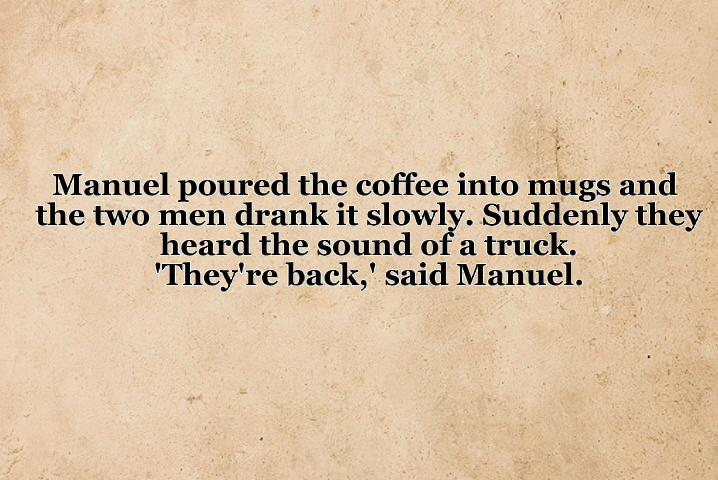 Manuel poured the coffee into mugs and
the two men drank it slowly. Suddenly they
heard the sound of a truck.
'They're back,' said Manuel.